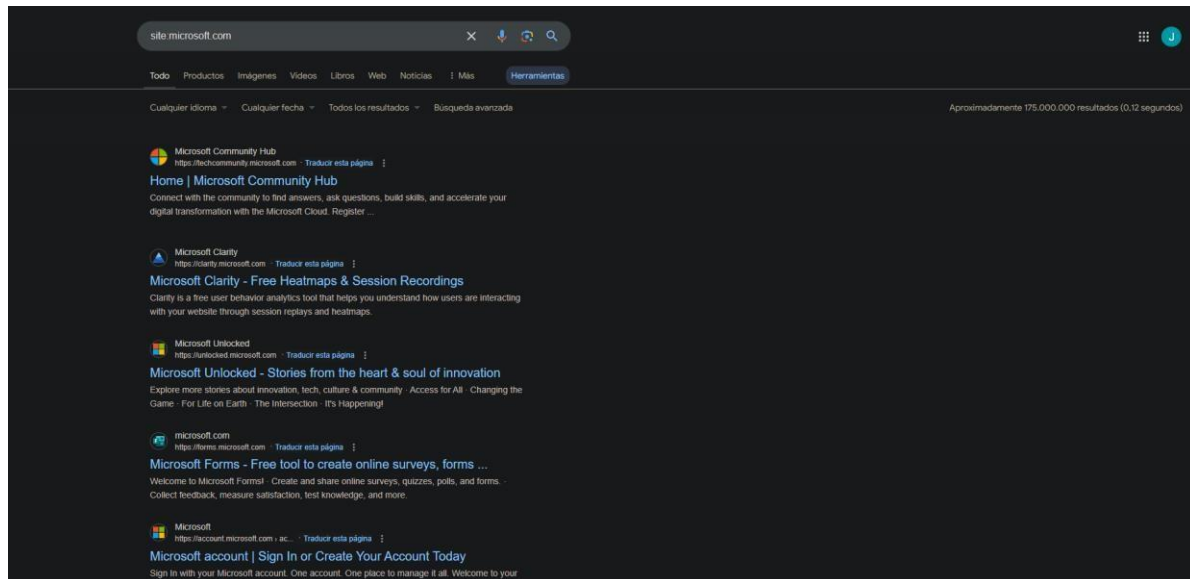 site:microsoft.com
J
Todo Productos Imágenes Videos Libros Web Noticias Más Herramientas
Cualquier idioma Cualquier fecha Todos los resultados Búsqueda avanzada Aproximadamente 175.000.000 resultados (0,12 segundos)
Microsoft Community Hub
https://techcommunity.microsoft.com · Traducir esta página
Home | Microsoft Community Hub
Connect with the community to find answers, ask questions, build skills, and accelerate your
digital transformation with the Microsoft Cloud. Register ...
Microsoft Clarity
https://clarity.microsoft.com · Traducir esta página
Microsoft Clarity - Free Heatmaps & Session Recordings
Clarity is a free user behavior analytics tool that helps you understand how users are interacting
with your website through session replays and heatmaps.
Microsoft Unlocked
https://unlocked.microsoft.com · Traducir esta página
Microsoft Unlocked - Stories from the heart & soul of innovation
Explore more stories about innovation, tech, culture & community · Access for All · Changing the
Game · For Life on Earth · The Intersection · It's Happening!
microsoft.com
https://forms.microsoft.com · Traducir esta página
Microsoft Forms - Free tool to create online surveys, forms ...
Welcome to Microsoft Forms! · Create and share online surveys, quizzes, polls, and forms. ·
Collect feedback, measure satisfaction, test knowledge, and more.
Microsoft
https://account.microsoft.com › ac... · Traducir esta página
Microsoft account | Sign In or Create Your Account Today
Sign In with your Microsoft account. One account. One place to manage it all. Welcome to your